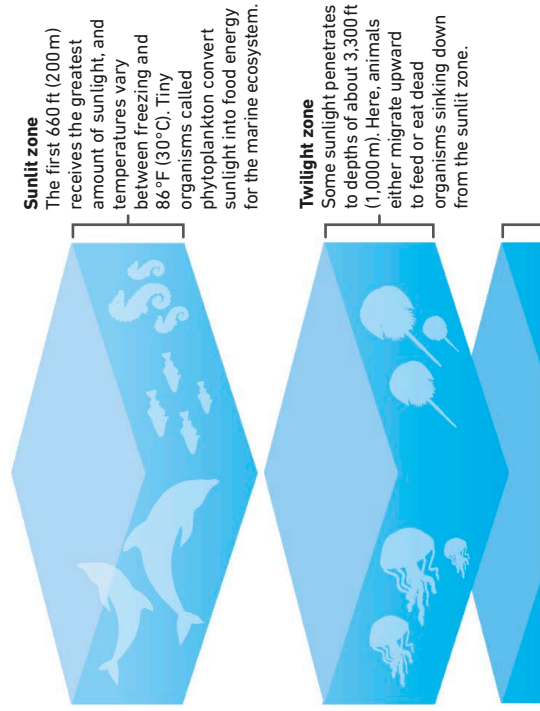 Sunlit zone
The first 660 ft (200 m)
receives the greatest
amount of sunlight, and
temperatures vary
between freezing and
86 °F (30°C). Tiny
organisms called
phytoplankton convert
sunlight into food energy
for the marine ecosystem.
Twilight zone
Some sunlight penetrates
to depths of about 3,300 ft
(1,000 m). Here, animals
either migrate upward
to feed or eat dead
organisms sinking down
from the sunlit zone.